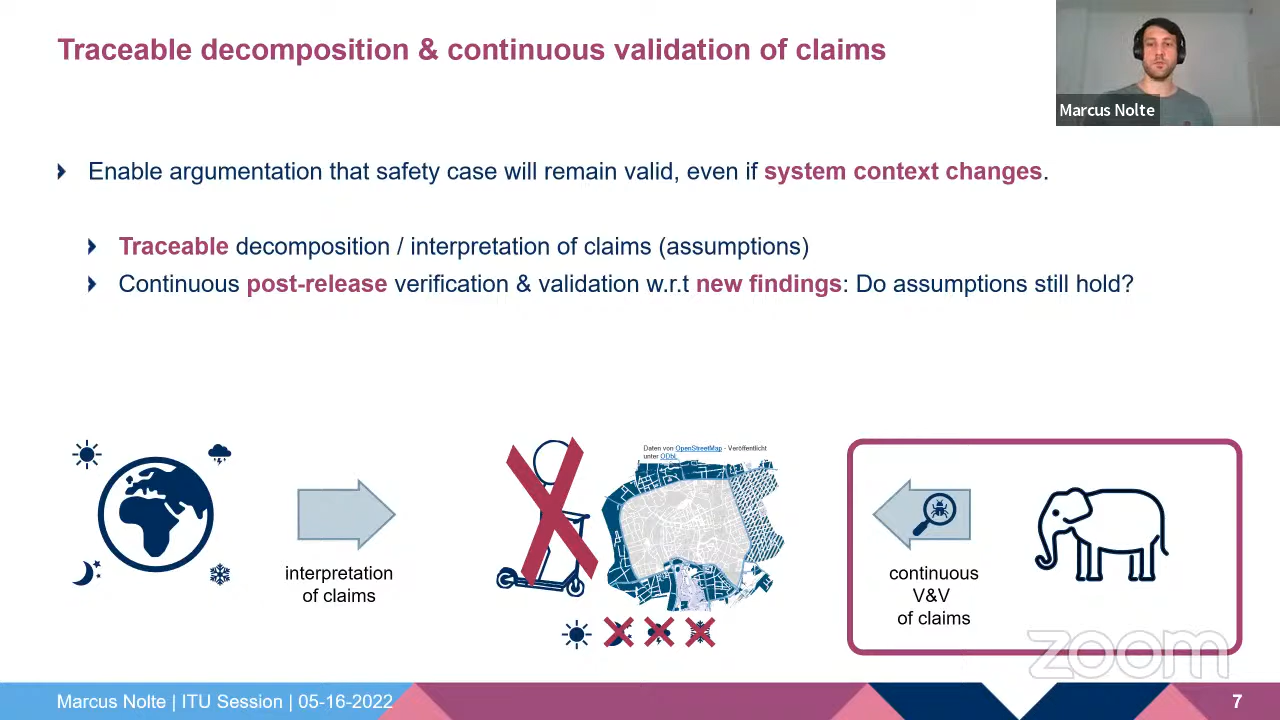 Traceable decomposition & continuous validation of claims
Marcus Nolte
Enable argumentation that safety case will remain valid, even if system context changes.
Traceable decomposition / interpretation of claims (assumptions)
Continuous post-release verification & validation w.r.t new findings: Do assumptions still hold?
Daten von OpenStreetMap - Veröffentlicht
unter ODbL
interpretation
of claims
continuous
V&V
of claims
zoom
Marcus Nolte | ITU Session | 05-16-2022
7